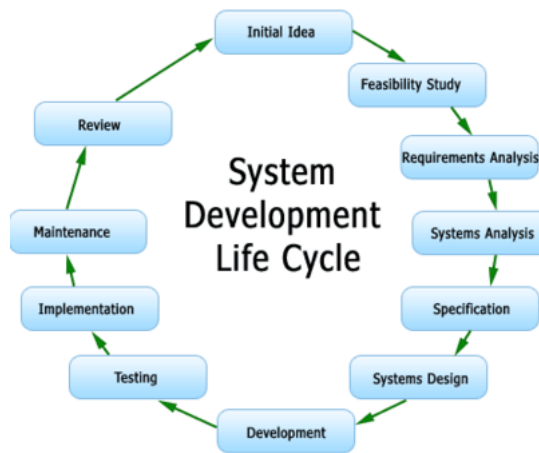 Initial Idea
Feasibility Study
Requirements Analysis
Systems Analysis
Specification
Systems Design
Development
Testing
Implementation
Maintenance
Review
System
Development
Life Cycle